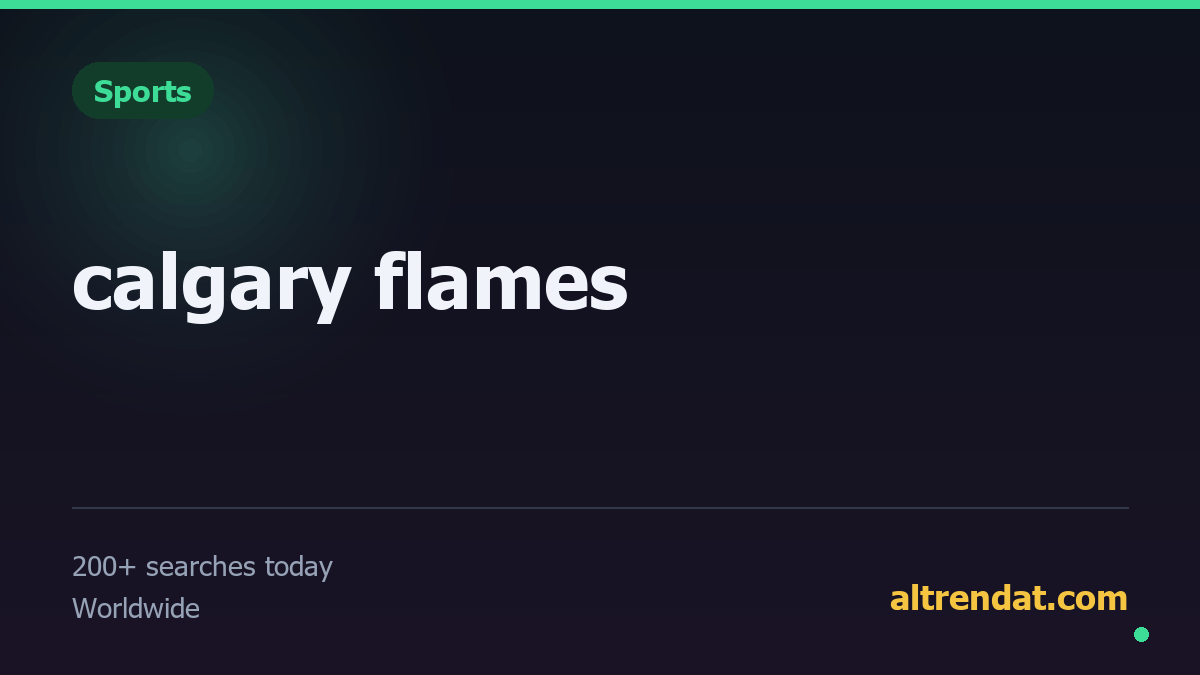 Sports
calgary flames
200+ searches today
Worldwide
altrendat.com